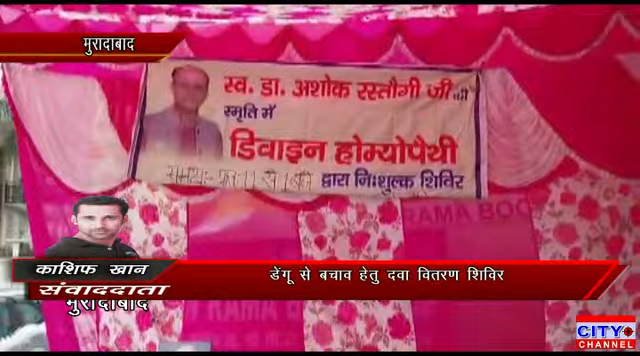 मुरादाबाद
स्व. डा. अशोक रस्तौगी जी की
स्मृति में
डिवाइन होम्योपैथी
द्वारा निःशुल्क शिविर
काशिफ खान
डेंगू से बचाव हेतु दवा वितरण शिविर
संवाददाता
मुरादाबाद
CITY
CHANNEL